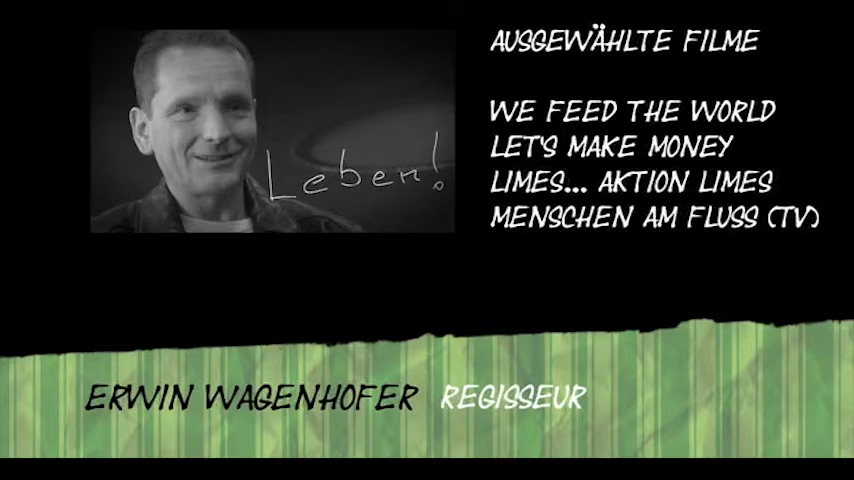 AUSGEWÄHLTE FILME
WE FEED THE WORLD
LET'S MAKE MONEY
LIMES... AKTION LIMES
MENSCHEN AM FLUSS (TV)
Leben!
ERWIN WAGENHOFER REGISSEUR